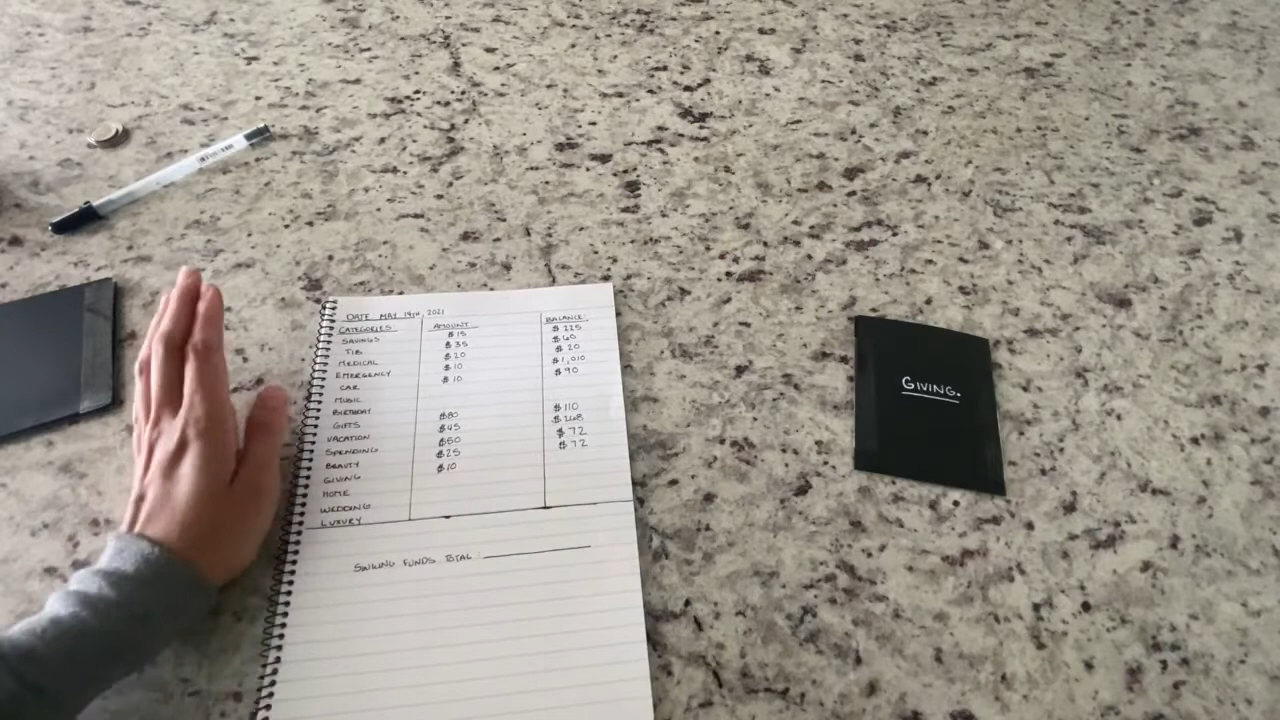 DATE MAY 19TH, 2021
CATEGORIES: AMOUNT BALANCE:
SAVINGS $15 $225
TIB $35 $60
MEDICAL $20 $20
EMERGENCY $10 $1,010
CAR $10 $90
MUSIC
BIRTHDAY
GIFTS $80 $110
VACATION $45 $268
SPENDING $50 $72
BEAUTY $25 $72
GIVING $10
HOME
WEDDING
LUXURY
SINKING FUNDS TOTAL:
GIVING.